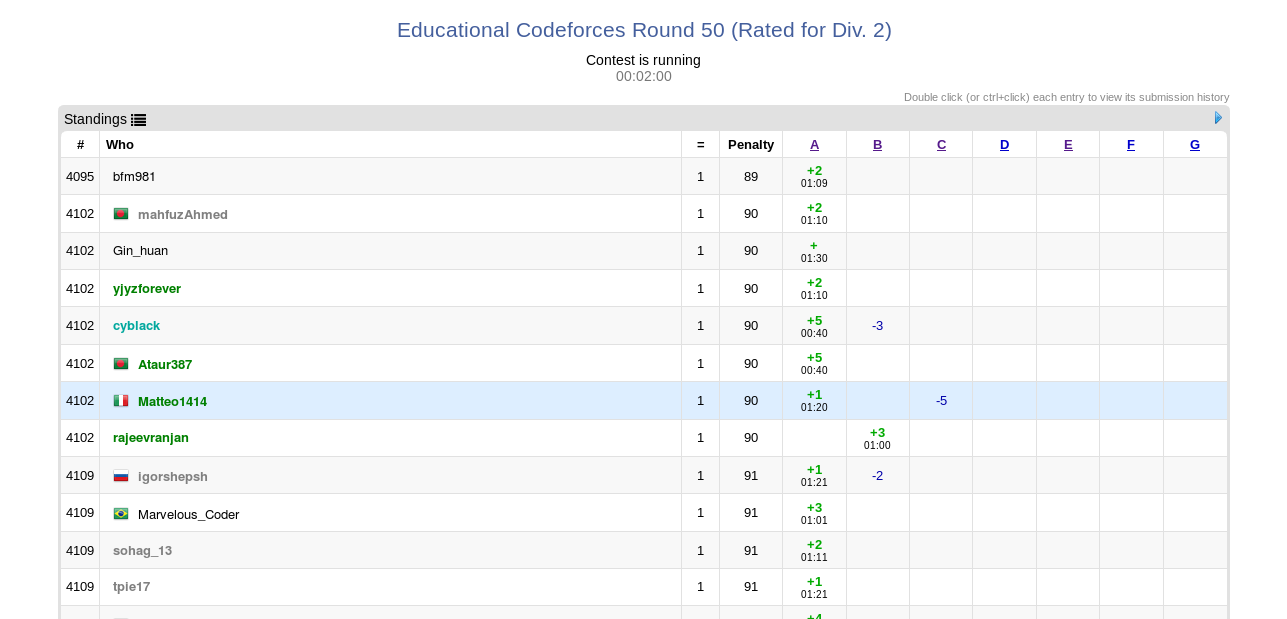 Educational Codeforces Round 50 (Rated for Div. 2)
Contest is running
00:02:00
Double click (or ctrl+click) each entry to view its submission history
Standings
# Who = Penalty A B C D E F G
4095 bfm981 1 89 +2
01:09
4102 mahfuzAhmed 1 90 +2
01:10
4102 Gin_huan 1 90 +
01:30
4102 yjyzforever 1 90 +2
01:10
4102 cyblack 1 90 +5 -3
00:40
4102 Ataur387 1 90 +5
00:40
4102 Matteo1414 1 90 +1 -5
01:20
4102 rajeevranjan 1 90 +3
01:00
4109 igorshepsh 1 91 +1 -2
01:21
4109 Marvelous_Coder 1 91 +3
01:01
4109 sohag_13 1 91 +2
01:11
4109 tpie17 1 91 +1
01:21
+4